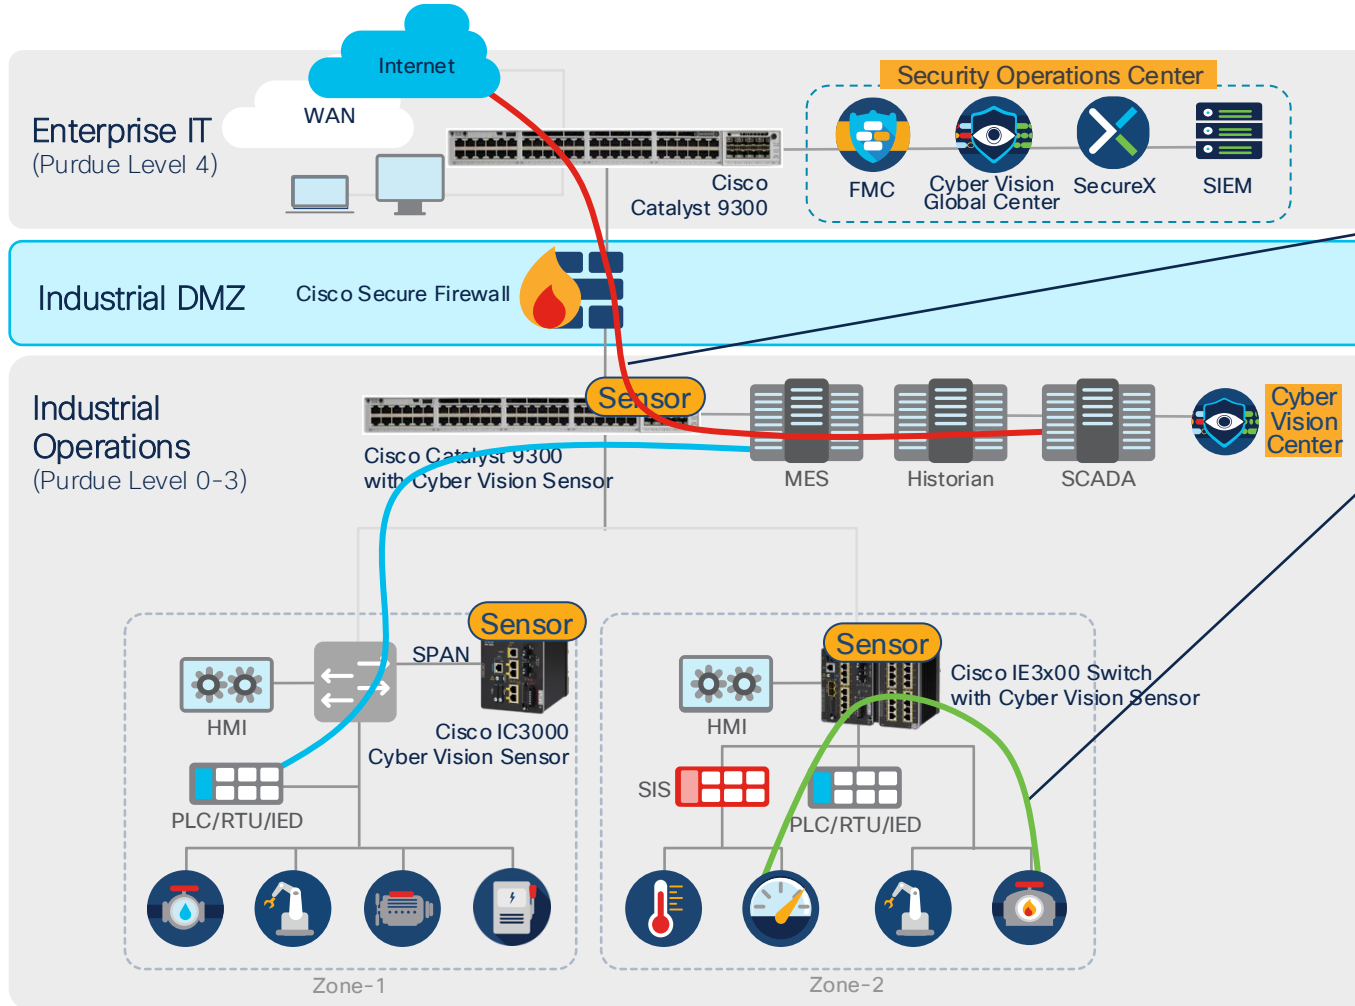 Internet
WAN
Security Operations Center
Enterprise IT
(Purdue Level 4)
Cisco
Catalyst 9300
FMC
Cyber Vision
Global Center
SecureX
SIEM
Industrial DMZ
Cisco Secure Firewall
Industrial
Operations
(Purdue Level 0-3)
Sensor
Cisco Catalyst 9300
with Cyber Vision Sensor
MES
Historian
SCADA
Cyber
Vision
Center
Sensor
SPAN
HMI
Cisco IC3000
Cyber Vision Sensor
PLC/RTU/IED
Zone-1
Sensor
Cisco IE3x00 Switch
with Cyber Vision Sensor
HMI
SIS
PLC/RTU/IED
Zone-2